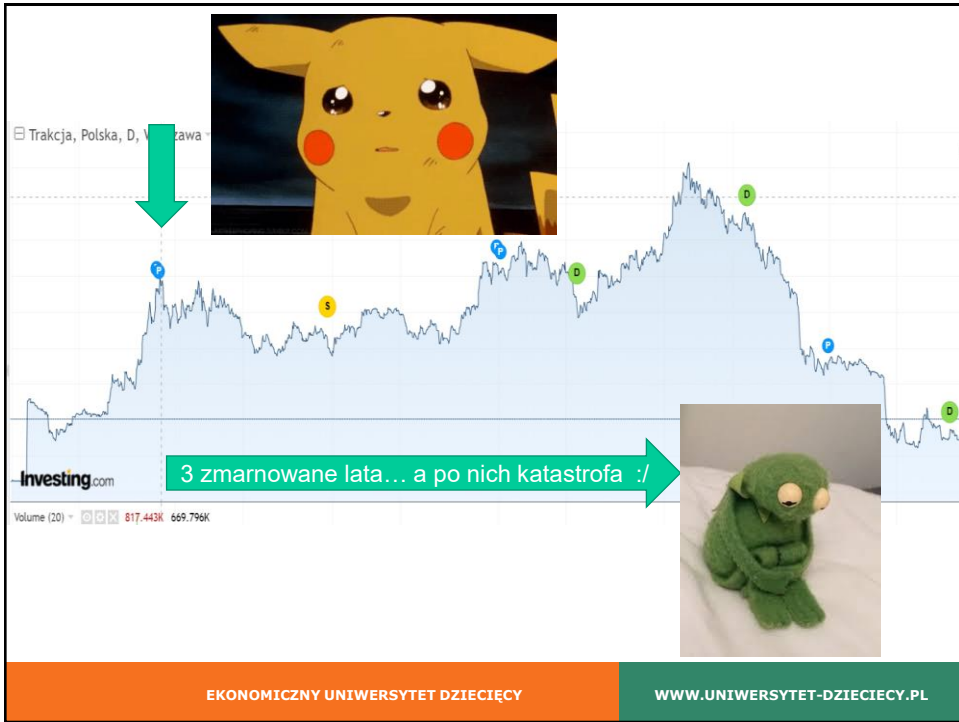 Trakcja, Polska, D, W zawa
P
P
D
D
S
P
D
Investing.com
3 zmarnowane lata… a po nich katastrofa :/
Volume (20) 817.443K 669.796K
EKONOMICZNY UNIWERSYTET DZIECIĘCY
WWW.UNIWERSYTET-DZIECIECY.PL